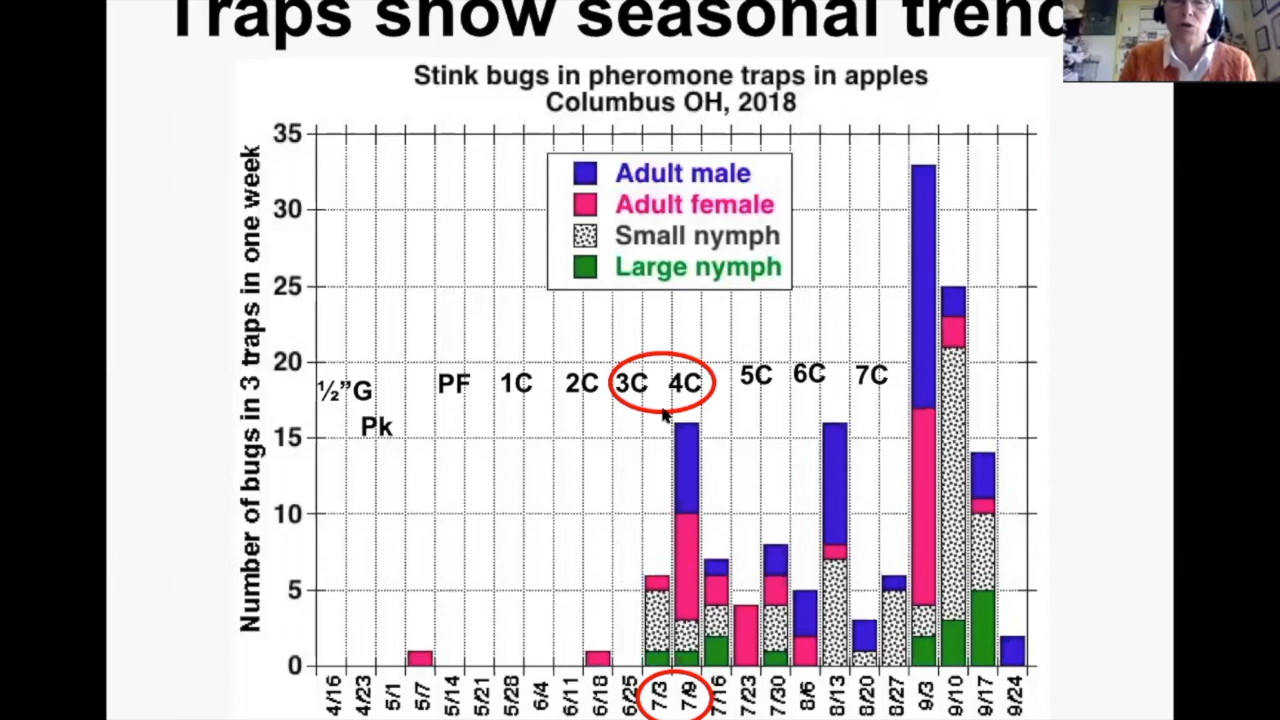 Traps show seasonal trend
Stink bugs in pheromone traps in apples
Columbus OH, 2018
Number of bugs in 3 traps in one week
35
30
25
20
15
10
5
0
Adult male
Adult female
Small nymph
Large nymph
½”G
Pk
PF
1C
2C
3C
4C
5C
6C
7C
4/16
4/23
5/1
5/7
5/14
5/21
5/28
6/4
6/11
6/18
6/25
7/3
7/9
7/16
7/23
7/30
8/6
8/13
8/20
8/27
9/3
9/10
9/17
9/24